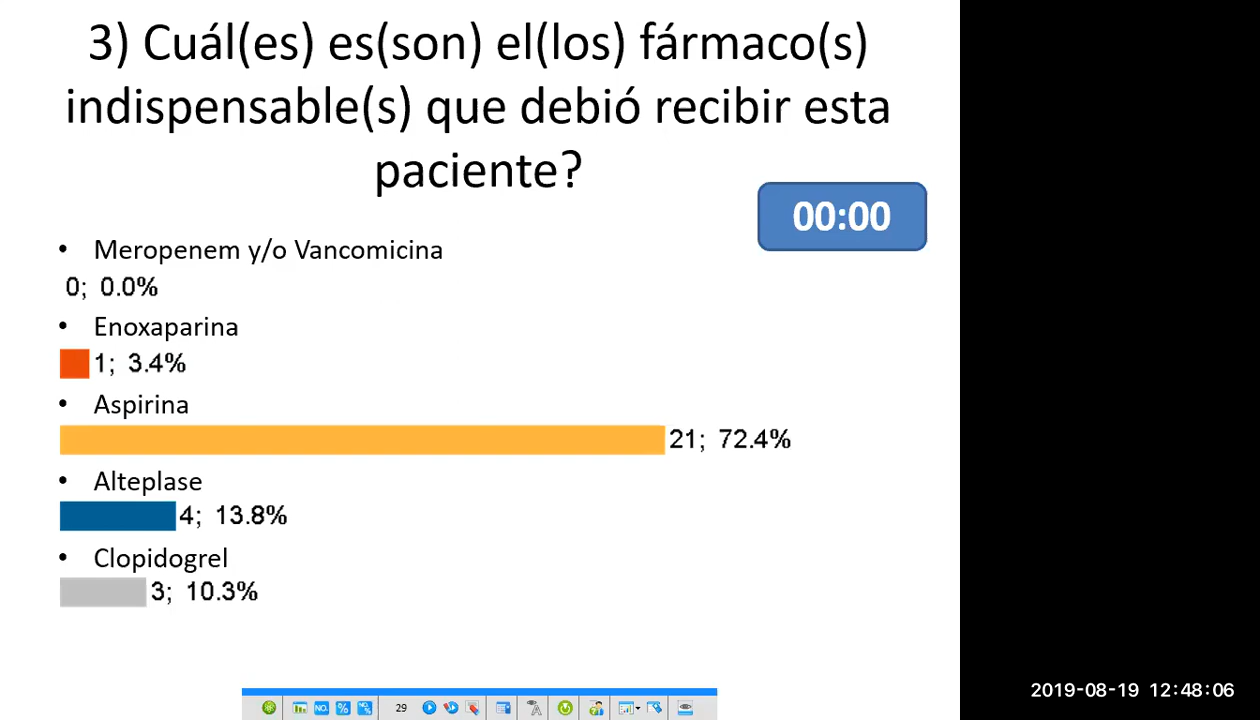 3) Cuál(es) es(son) el(los) fármaco(s)
indispensable(s) que debió recibir esta
paciente?
00:00
• Meropenem y/o Vancomicina
0; 0.0%
• Enoxaparina
1; 3.4%
• Aspirina
21; 72.4%
• Alteplase
4; 13.8%
• Clopidogrel
3; 10.3%
2019-08-19 12:48:06
NO. % 29